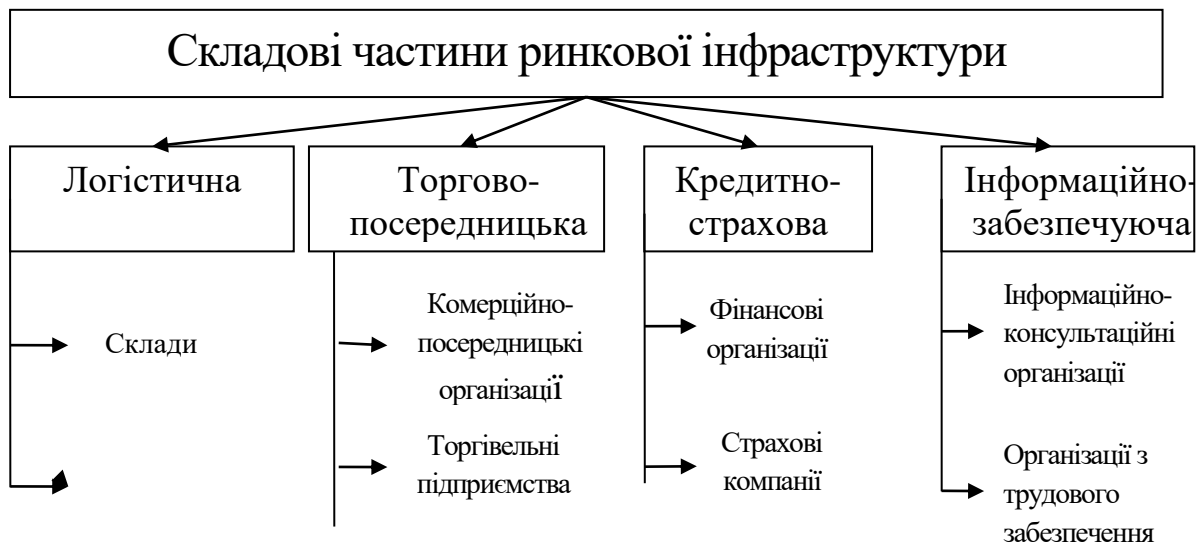 Складові частини ринкової інфраструктури
Логістична
Торгово-
посередницька
Кредитно-
страхова
Інформаційно-
забезпечуюча
Склади
Комерційно-
посередницькі
організації
Торгівельні
підприємства
Фінансові
організації
Страхові
компанії
Інформаційно-
консультаційні
організації
Організації з
трудового
забезпечення